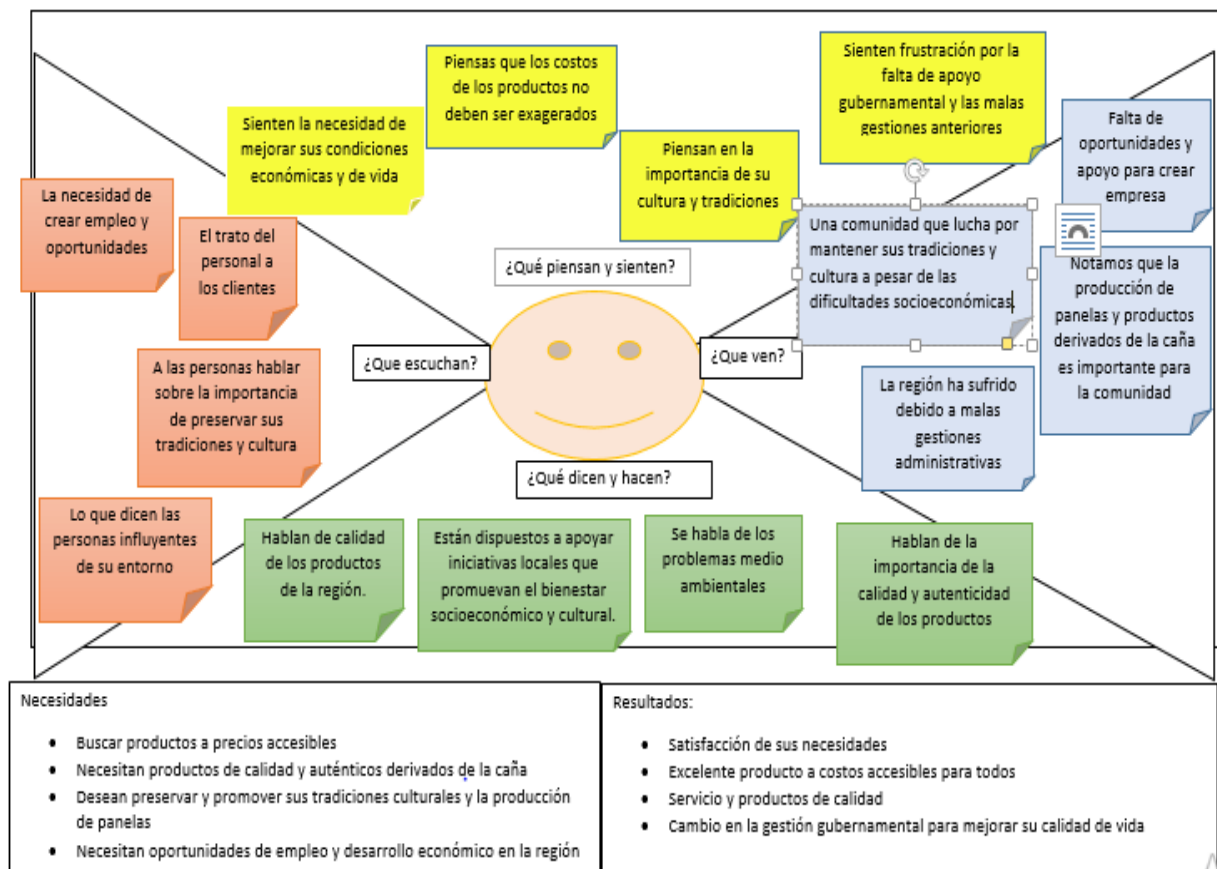 Piensas que los costos
de los productos no
deben ser exagerados
Sienten frustración por la
falta de apoyo
gubernamental y las malas
gestiones anteriores
Sienten la necesidad de
mejorar sus condiciones
económicas y de vida
Piensan en la
importancia de su
cultura y tradiciones
Falta de
oportunidades y
apoyo para crear
empresa
La necesidad de
crear empleo y
oportunidades
El trato del
personal a
los clientes
Una comunidad que lucha por
mantener sus tradiciones y
cultura a pesar de las
dificultades socioeconómicas.
¿Qué piensan y sienten?
Notamos que la
producción de
panelas y productos
derivados de la caña
es importante para
la comunidad
¿Que escuchan?
¿Que ven?
A las personas hablar
sobre la importancia
de preservar sus
tradiciones y cultura
La región ha sufrido
debido a malas
gestiones
administrativas
¿Qué dicen y hacen?
Lo que dicen las
personas influyentes
de su entorno
Hablan de calidad
de los productos
de la región.
Están dispuestos a apoyar
iniciativas locales que
promuevan el bienestar
socioeconómico y cultural.
Se habla de los
problemas medio
ambientales
Hablan de la
importancia de la
calidad y autenticidad
de los productos
Necesidades
• Buscar productos a precios accesibles
• Necesitan productos de calidad y auténticos derivados de la caña
• Desean preservar y promover sus tradiciones culturales y la producción
de panelas
• Necesitan oportunidades de empleo y desarrollo económico en la región
Resultados:
• Satisfacción de sus necesidades
• Excelente producto a costos accesibles para todos
• Servicio y productos de calidad
• Cambio en la gestión gubernamental para mejorar su calidad de vida